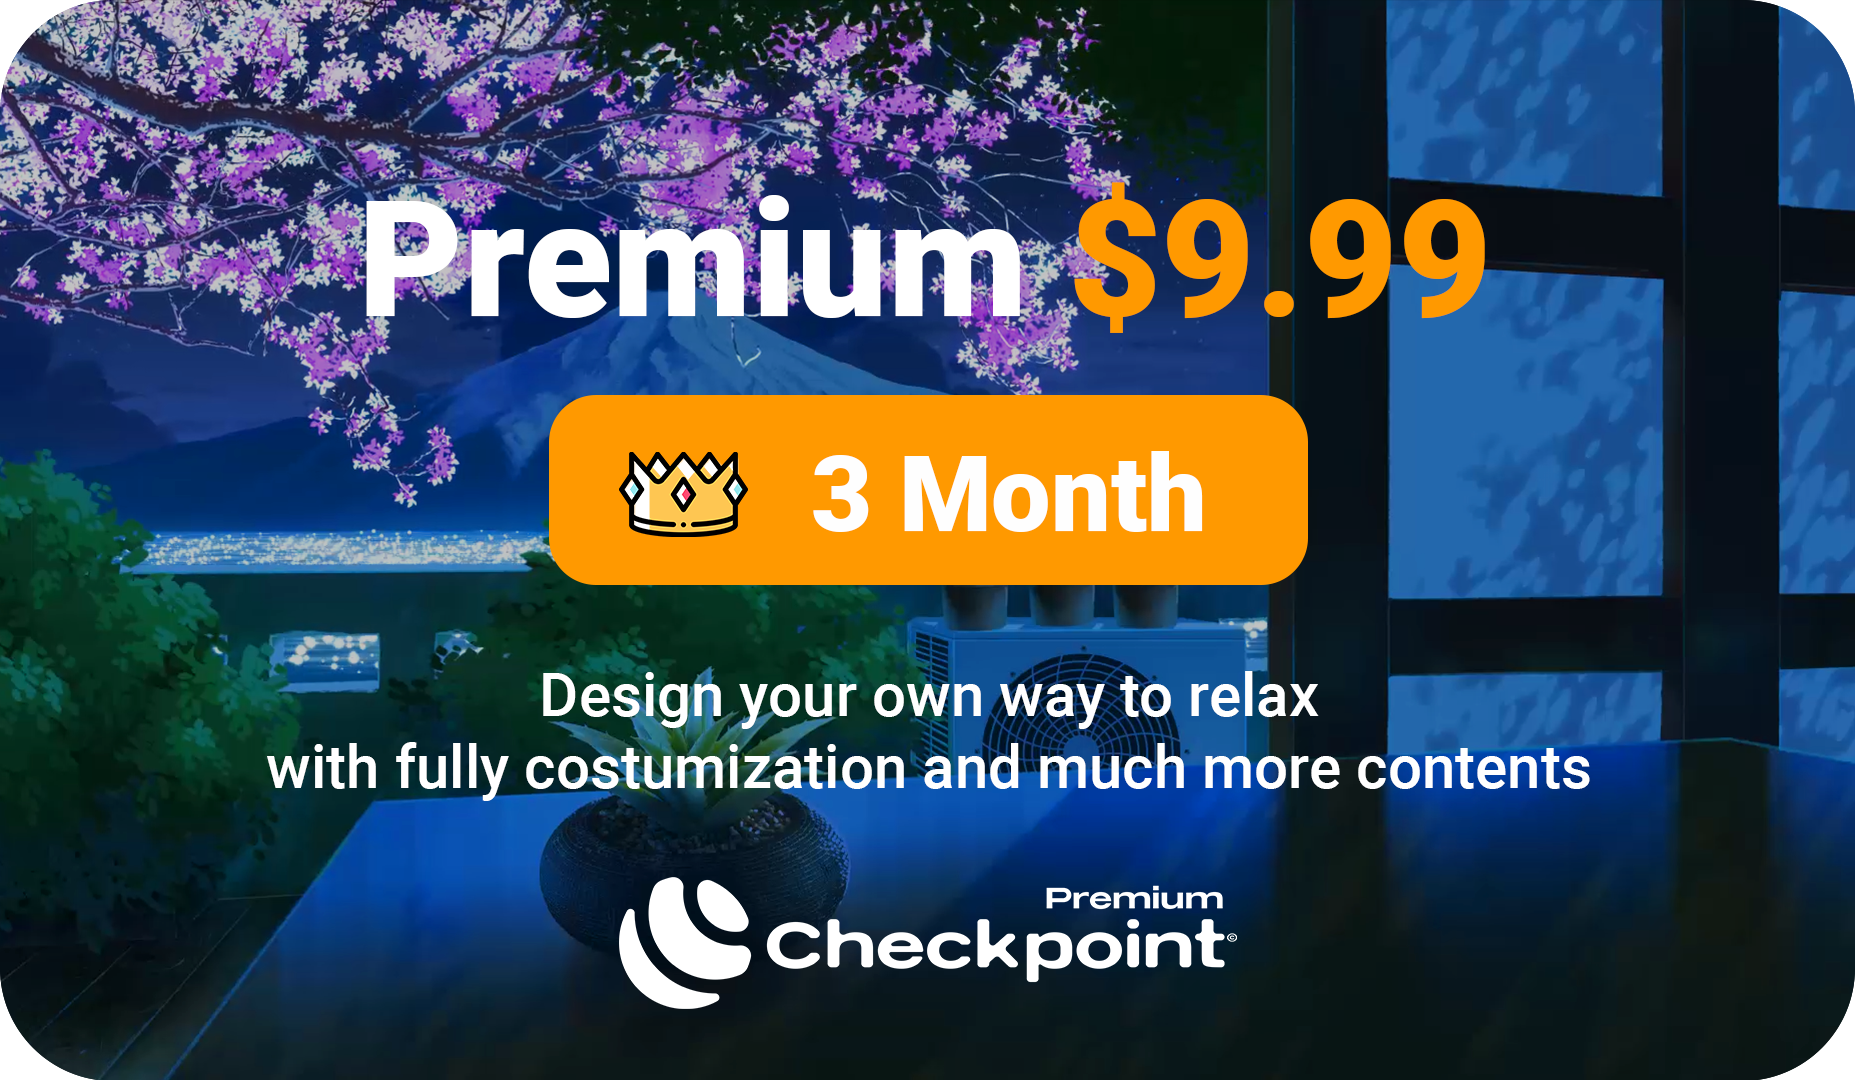 Premium $9.99
3 Month
Design your own way to relax
with fully costumization and much more contents
Premium
Checkpoint©